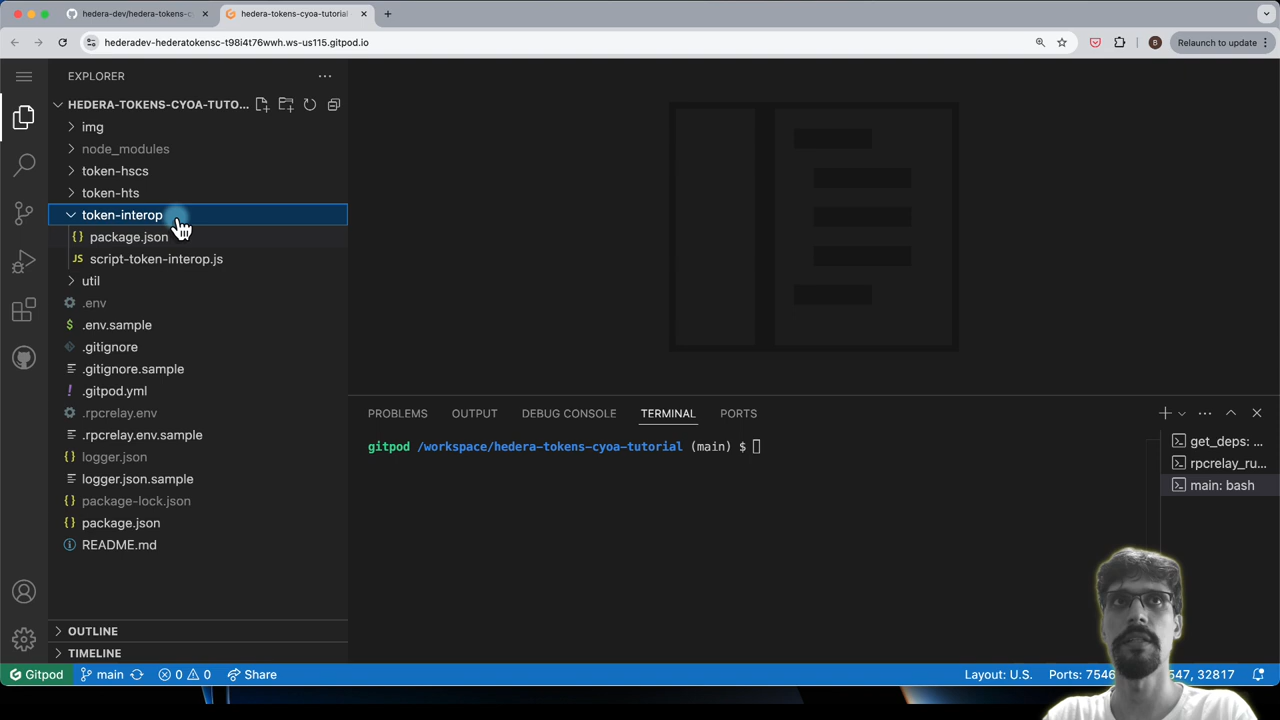 hedera-dev/hedera-tokens-c
hedera-tokens-cyoa-tutorial
hederadev-hederatokensc-t98i4t76wwh.ws-us115.gitpod.io
B
Relaunch to update
EXPLORER
HEDERA-TOKENS-CYOA-TUTO...
img
node_modules
token-hscs
token-hts
token-interop
package.json
script-token-interop.js
util
.env
.env.sample
.gitignore
.gitignore.sample
.gitpod.yml
.rpcrelay.env
.rpcrelay.env.sample
logger.json
logger.json.sample
package-lock.json
package.json
README.md
OUTLINE
TIMELINE
PROBLEMS
OUTPUT
DEBUG CONSOLE
TERMINAL
PORTS
gitpod /workspace/hedera-tokens-cyoa-tutorial (main) $
get_deps: ...
rpcrelay_ru...
main: bash
Gitpod
main
0
0
Share
Layout: U.S.
Ports: 7546
547, 32817